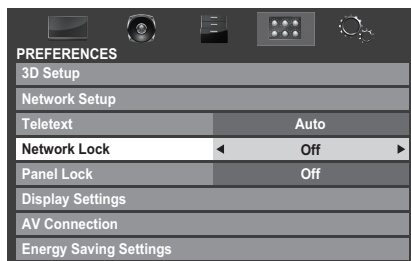 PREFERENCES
3D Setup
Network Setup
Teletext Auto
Network Lock ◀ Off ▶
Panel Lock Off
Display Settings
AV Connection
Energy Saving Settings